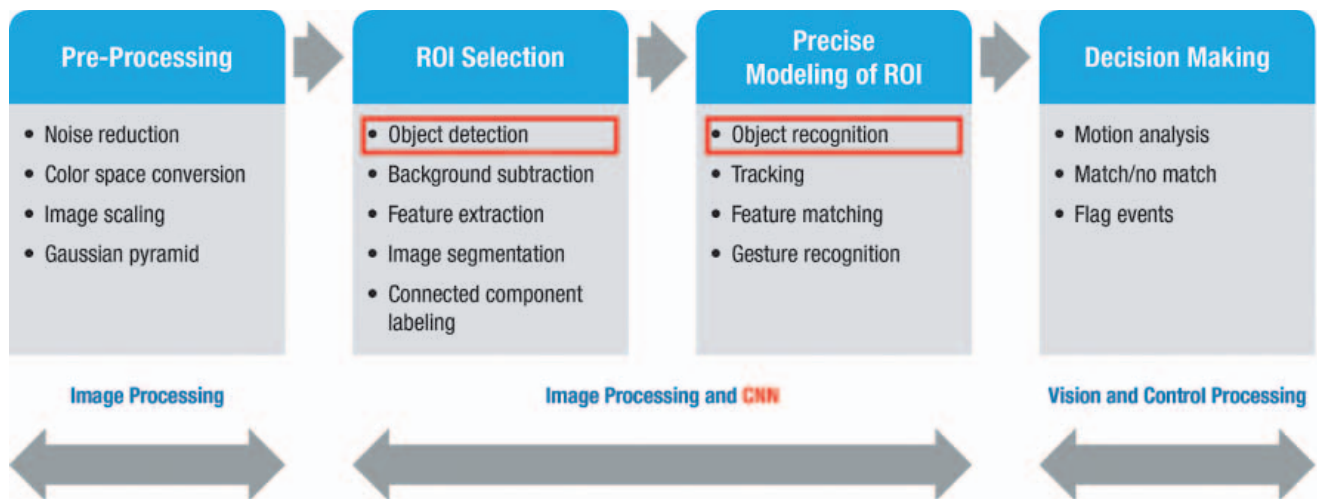 Pre-Processing
• Noise reduction
• Color space conversion
• Image scaling
• Gaussian pyramid
ROI Selection
• Object detection
• Background subtraction
• Feature extraction
• Image segmentation
• Connected component
labeling
Precise
Modeling of ROI
• Object recognition
• Tracking
• Feature matching
• Gesture recognition
Decision Making
• Motion analysis
• Match/no match
• Flag events
Image Processing
Image Processing and CNN
Vision and Control Processing